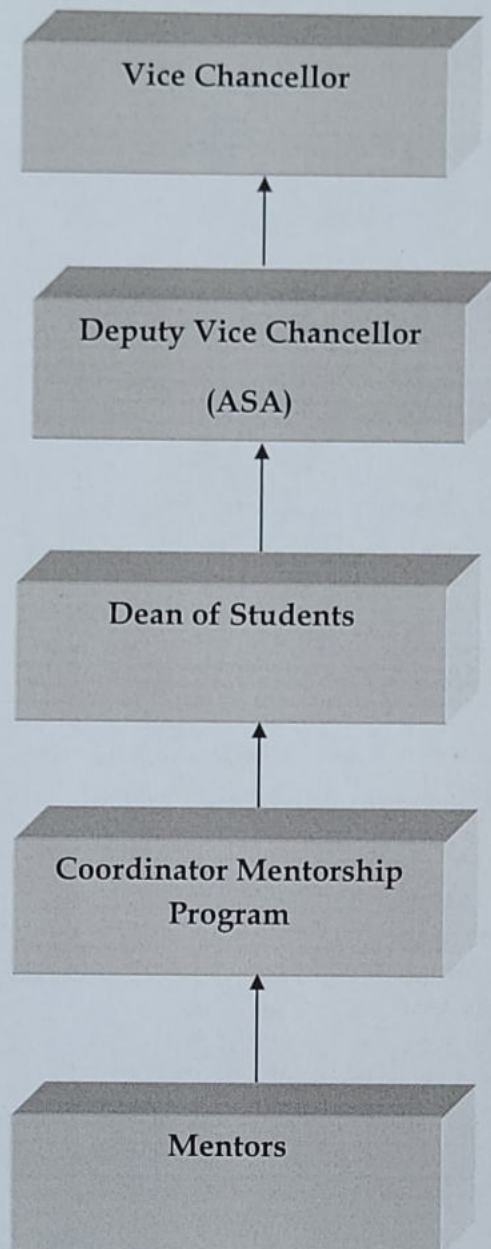 Vice Chancellor
Deputy Vice Chancellor
(ASA)
Dean of Students
Coordinator Mentorship
Program
Mentors